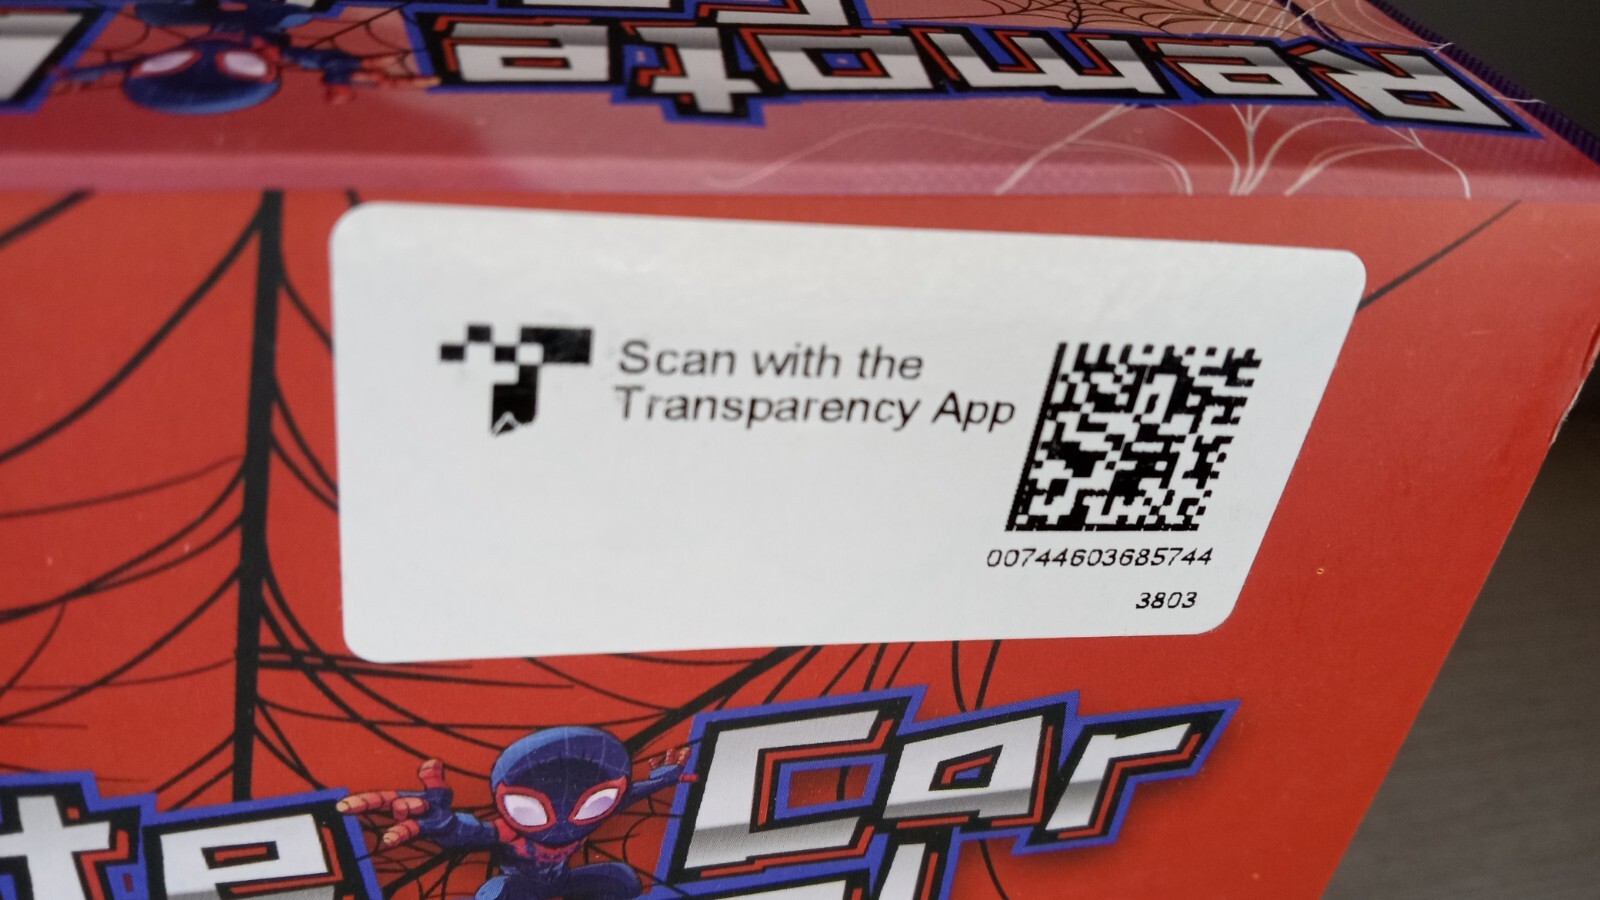 Remote
Scan with the
Transparency App
00744603685744
3803
Car